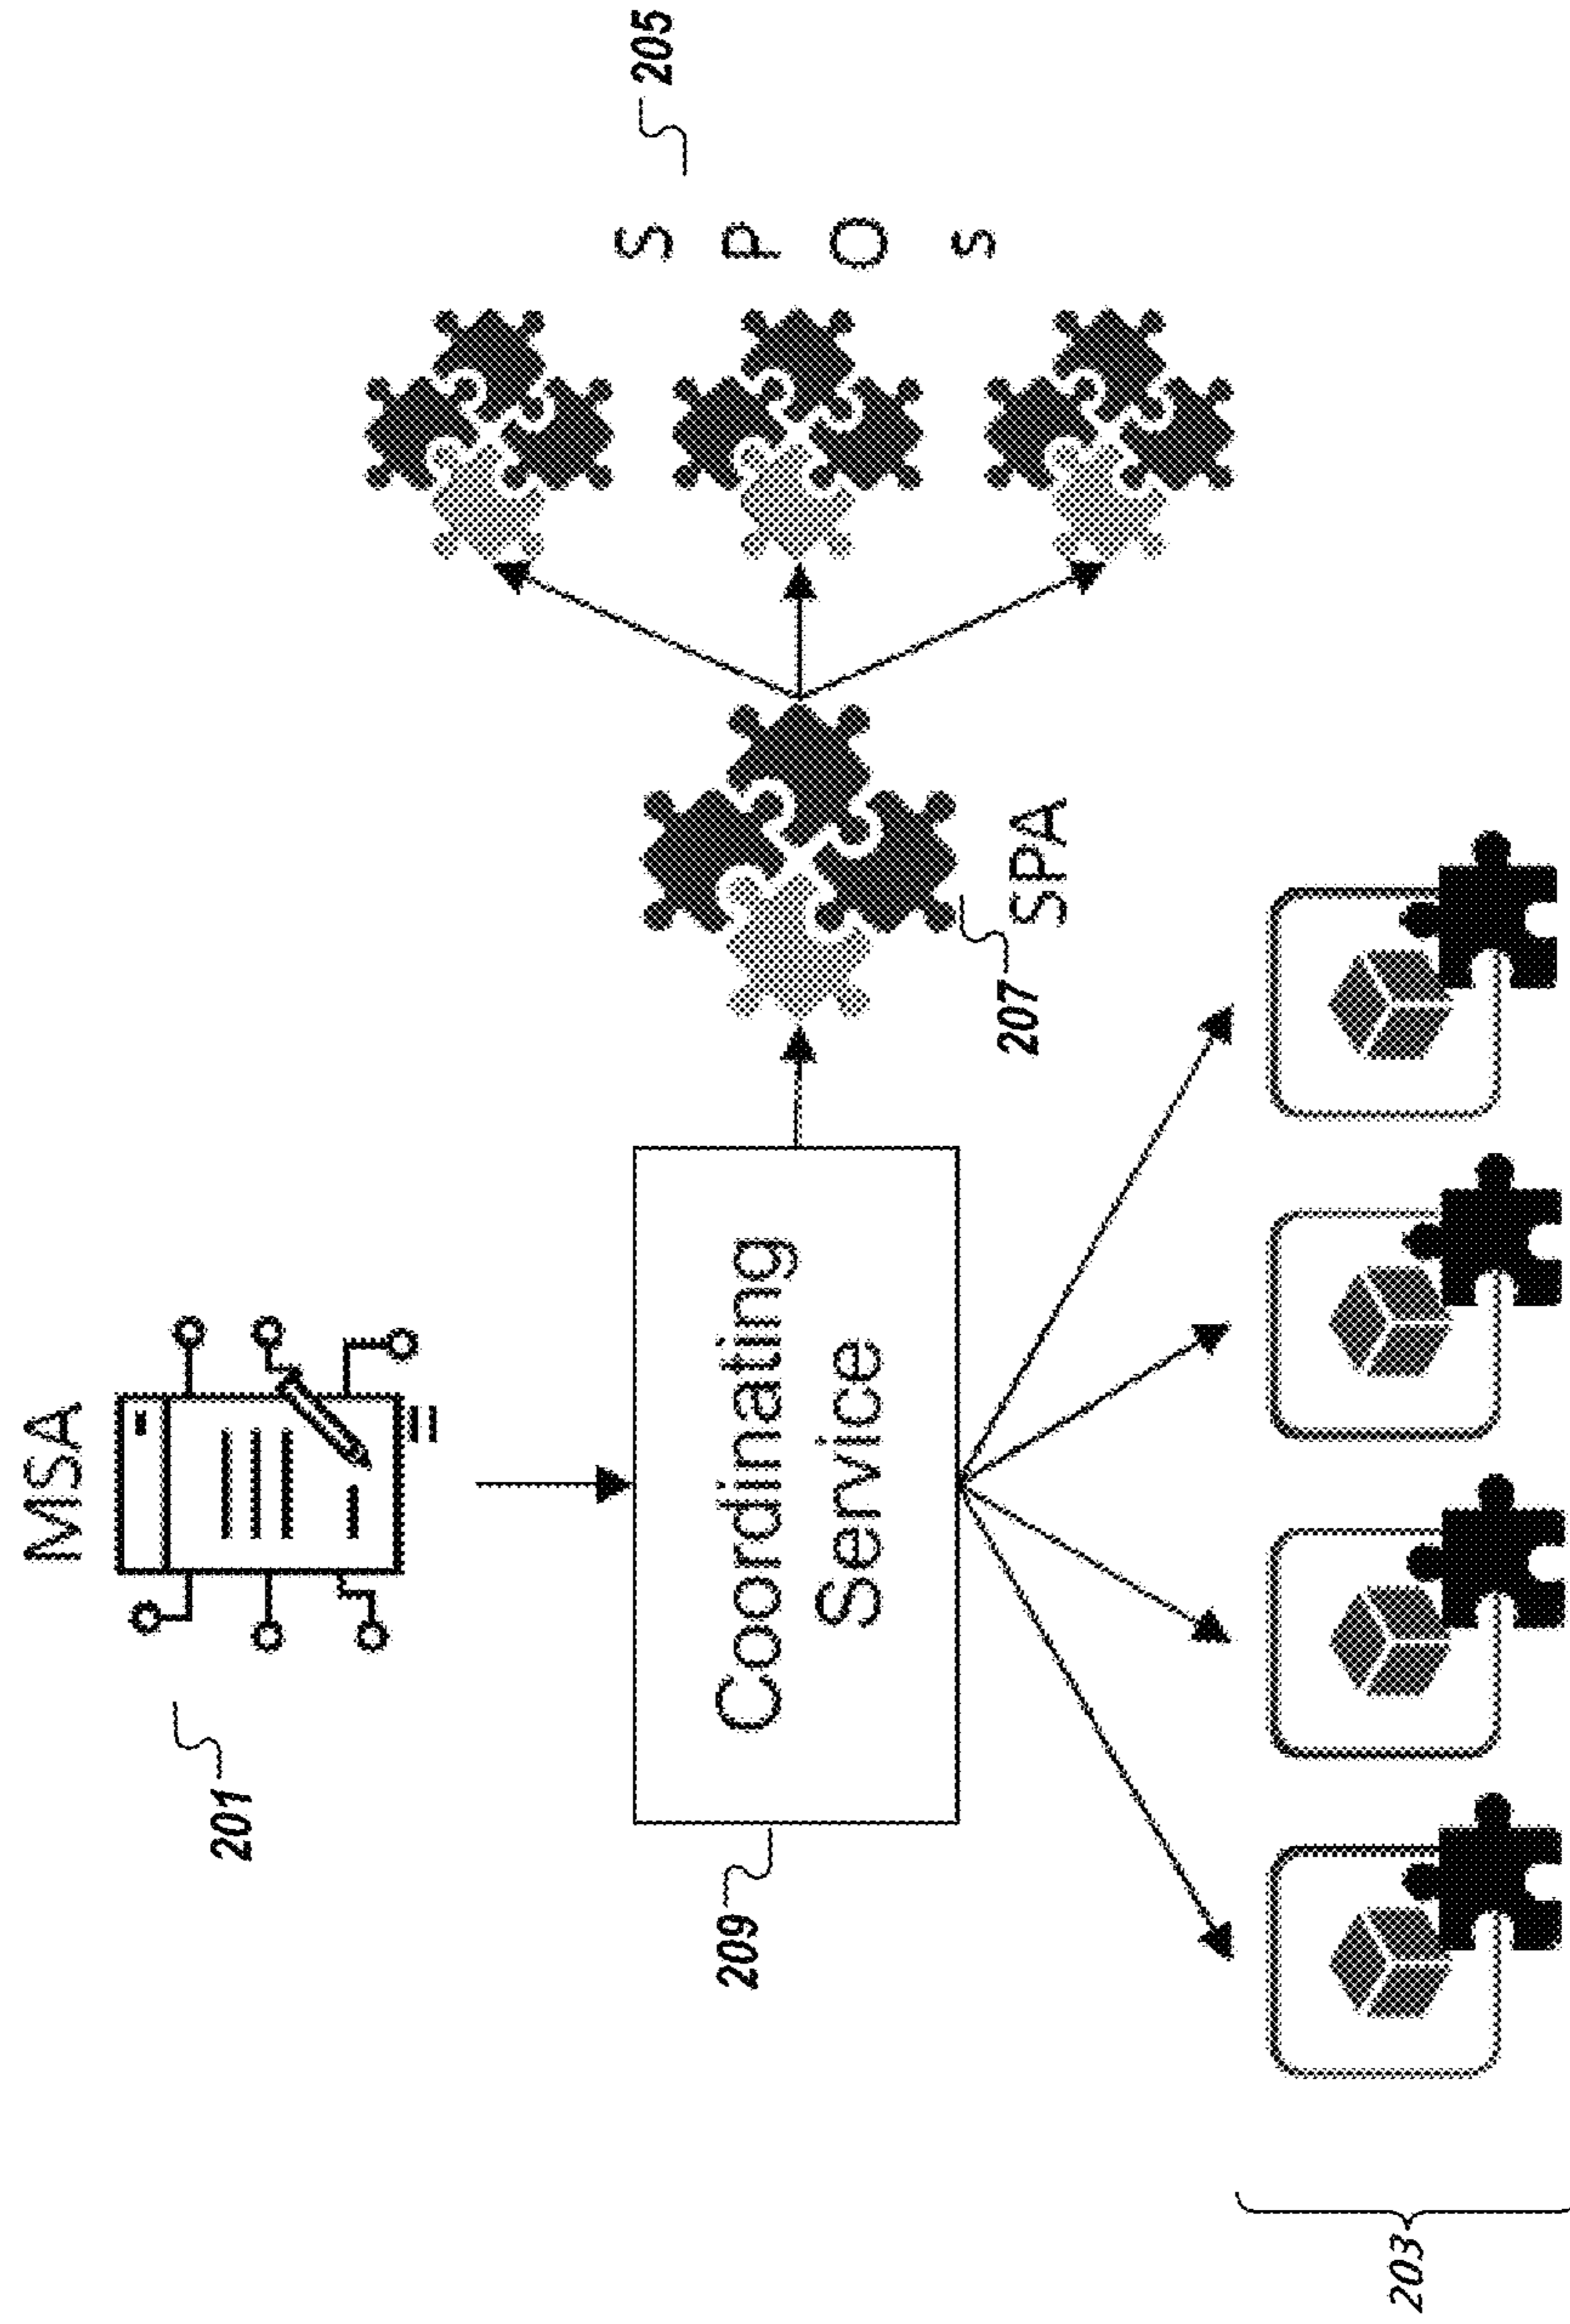 MSA
201
205
S
P
O
s
209
Coordinating
Service
207
SPA
203